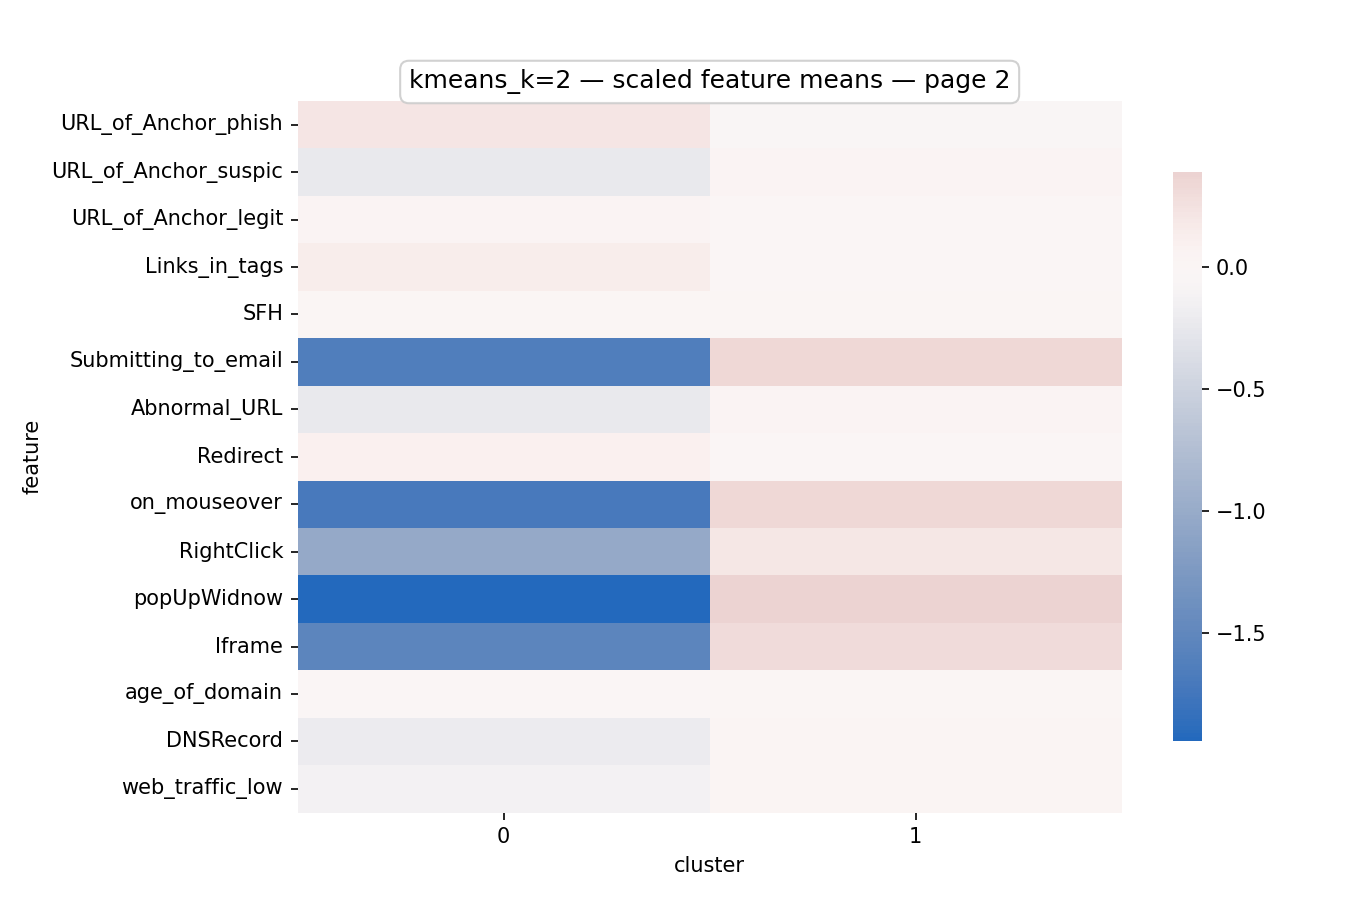 kmeans_k=2 — scaled feature means — page 2
URL_of_Anchor_phish
URL_of_Anchor_suspic
URL_of_Anchor_legit
Links_in_tags
SFH
Submitting_to_email
Abnormal_URL
Redirect
on_mouseover
RightClick
popUpWidnow
Iframe
age_of_domain
DNSRecord
web_traffic_low
feature
0
1
cluster
0.0
−0.5
−1.0
−1.5